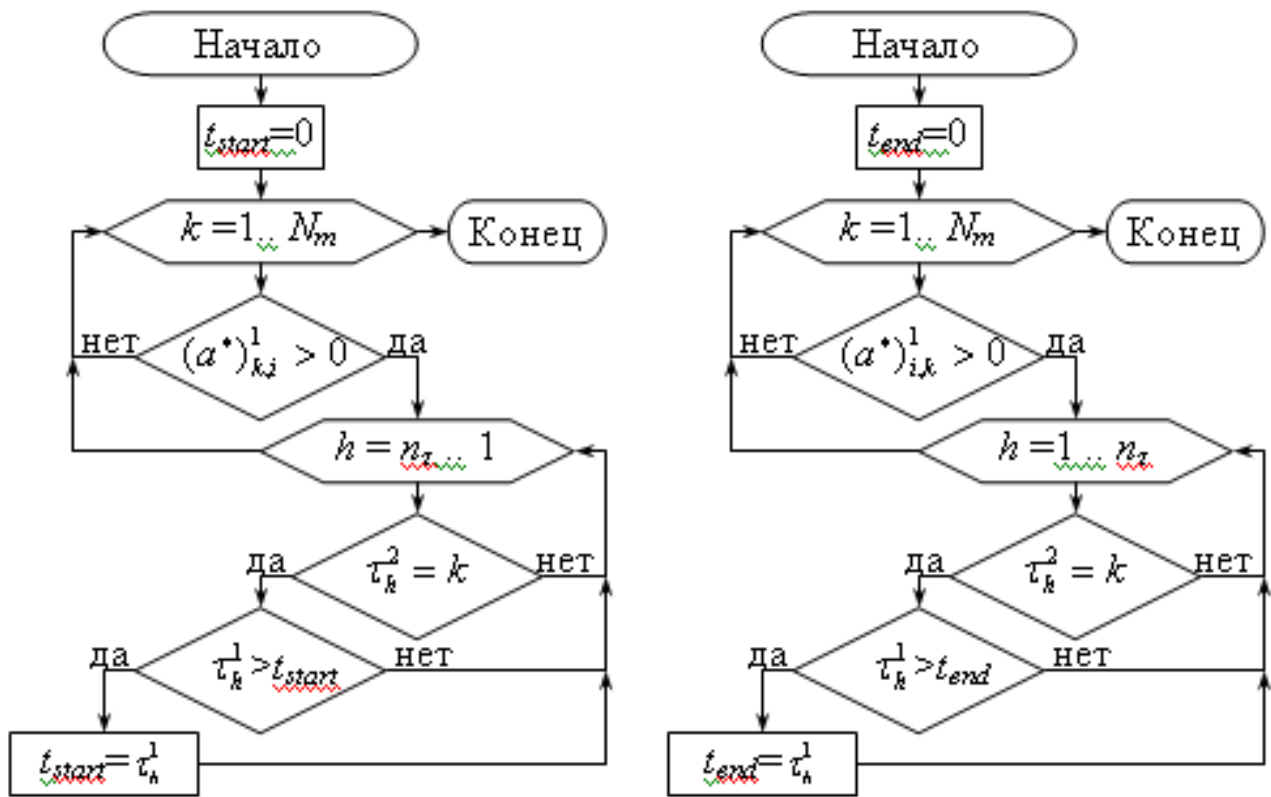 Начало
t_start=0
k=1.. N_m
Конец
(a*)^1_{k,i} > 0
нет
да
h = n_τ... 1
τ^2_h = k
да
нет
τ^1_h>t_start
да
нет
t_start= τ^1_h
Начало
t_end=0
k=1.. N_m
Конец
(a*)^1_{i,k} > 0
нет
да
h=1... n_τ
τ^2_h = k
да
нет
τ^1_h>t_end
да
нет
t_end= τ^1_h